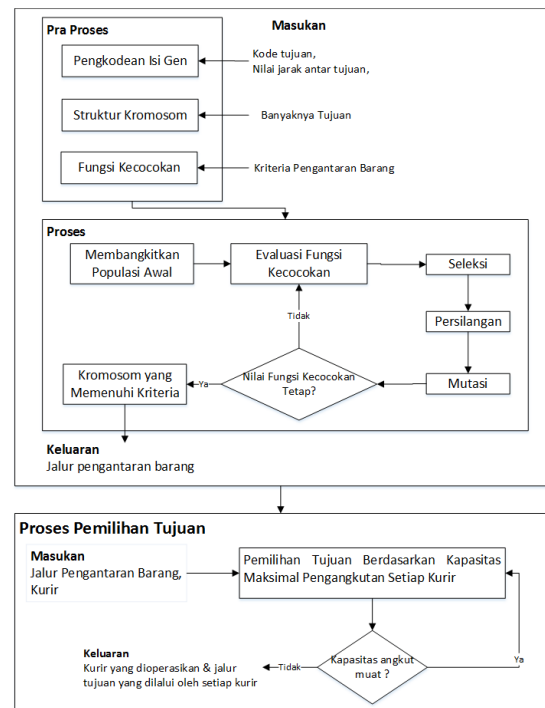 Pra Proses
Masukan
Pengkodean Isi Gen
Kode tujuan,
Nilai jarak antar tujuan,
Struktur Kromosom
Banyaknya Tujuan
Fungsi Kecocokan
Kriteria Pengantaran Barang
Proses
Membangkitkan
Populasi Awal
Evaluasi Fungsi
Kecocokan
Seleksi
Persilangan
Mutasi
Tidak
Nilai Fungsi Kecocokan
Tetap?
Ya
Kromosom yang
Memenuhi Kriteria
Keluaran
Jalur pengantaran barang
Proses Pemilihan Tujuan
Masukan
Jalur Pengantaran Barang,
Kurir
Pemilihan Tujuan Berdasarkan Kapasitas
Maksimal Pengangkutan Setiap Kurir
Kapasitas angkut
muat ?
Ya
Tidak
Keluaran
Kurir yang dioperasikan & jalur
tujuan yang dilalui oleh setiap kurir